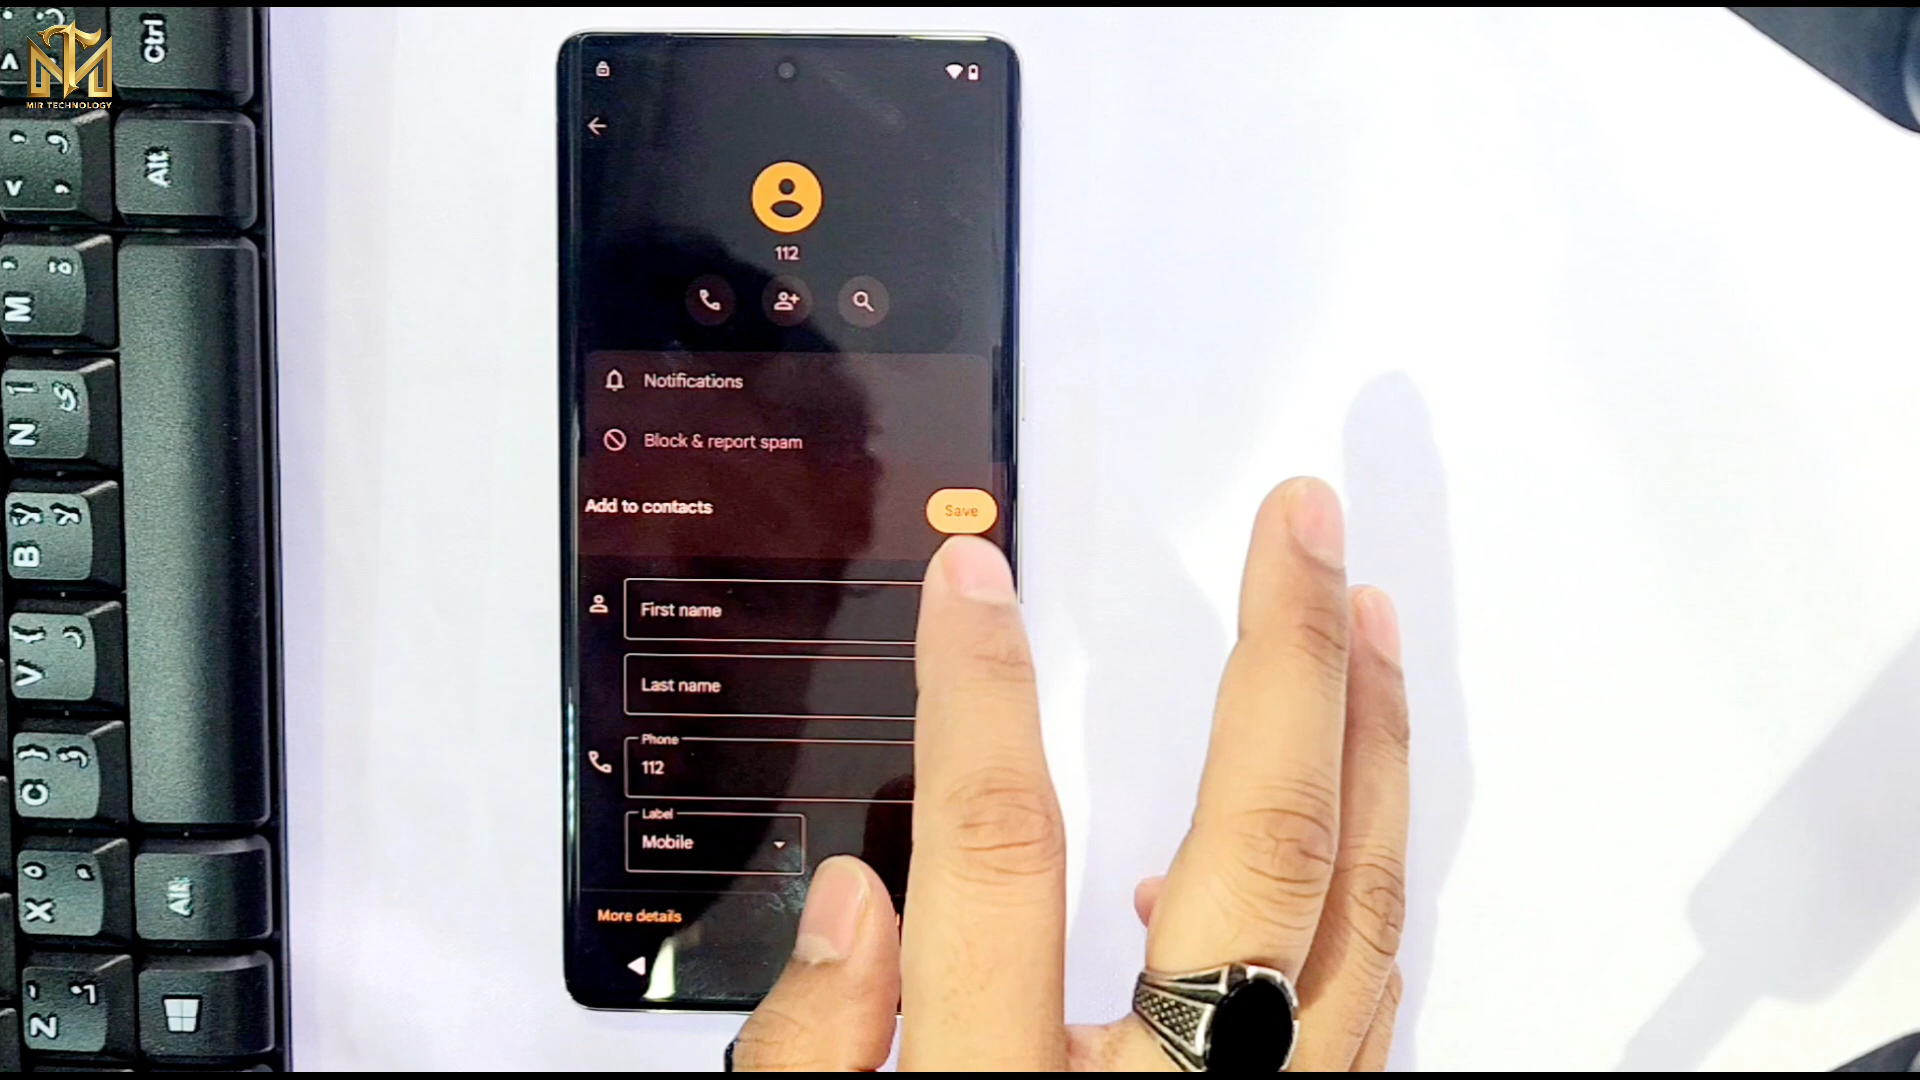 MIR TECHNOLOGY
Ctrl
Alt
M
N
B
V
C
X
Z
Alt
112
Notifications
Block & report spam
Add to contacts
Save
First name
Last name
Phone
112
Label
Mobile
More details